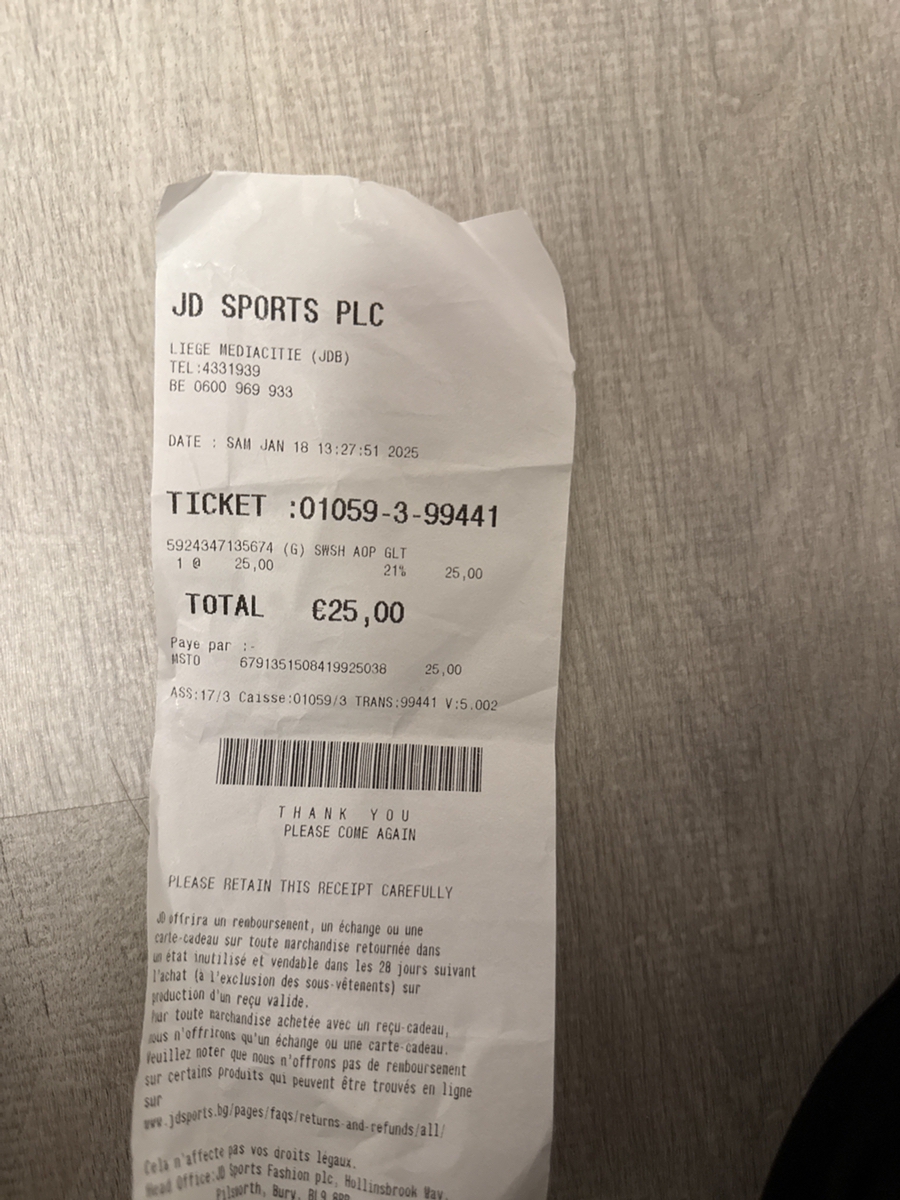 JD SPORTS PLC
LIEGE MEDIACITIE (JDB)
TEL:4331939
BE 0600 969 933
DATE : SAM JAN 18 13:27:51 2025
TICKET :01059-3-99441
5924347135674 (G) SWSH AOP GLT
1 @ 25,00 21% 25,00
TOTAL €25,00
Paye par :-
MSTO 6791351508419925038 25,00
ASS:17/3 Caisse:01059/3 TRANS:99441 V:5.002
THANK YOU
PLEASE COME AGAIN
PLEASE RETAIN THIS RECEIPT CAREFULLY
JD offrira un remboursement, un échange ou une
carte-cadeau sur toute marchandise retournée dans
un état inutilisé et vendable dans les 28 jours suivant
l'achat (à l'exclusion des sous-vêtements) sur
production d'un reçu valide.
toute marchandise achetée avec un reçu-cadeau,
nous n'offrirons qu'un échange ou une carte-cadeau.
Veuillez noter que nous n'offrons pas de remboursement
sur certains produits qui peuvent être trouvés en ligne
sur
www.jdsports.bg/pages/faqs/returns-and-refunds/all/
Cela n'affecte pas vos droits légaux.
Head Office:JD Sports Fashion plc, Hollinsbrook Way,
Pilsworth, Bury, BL9